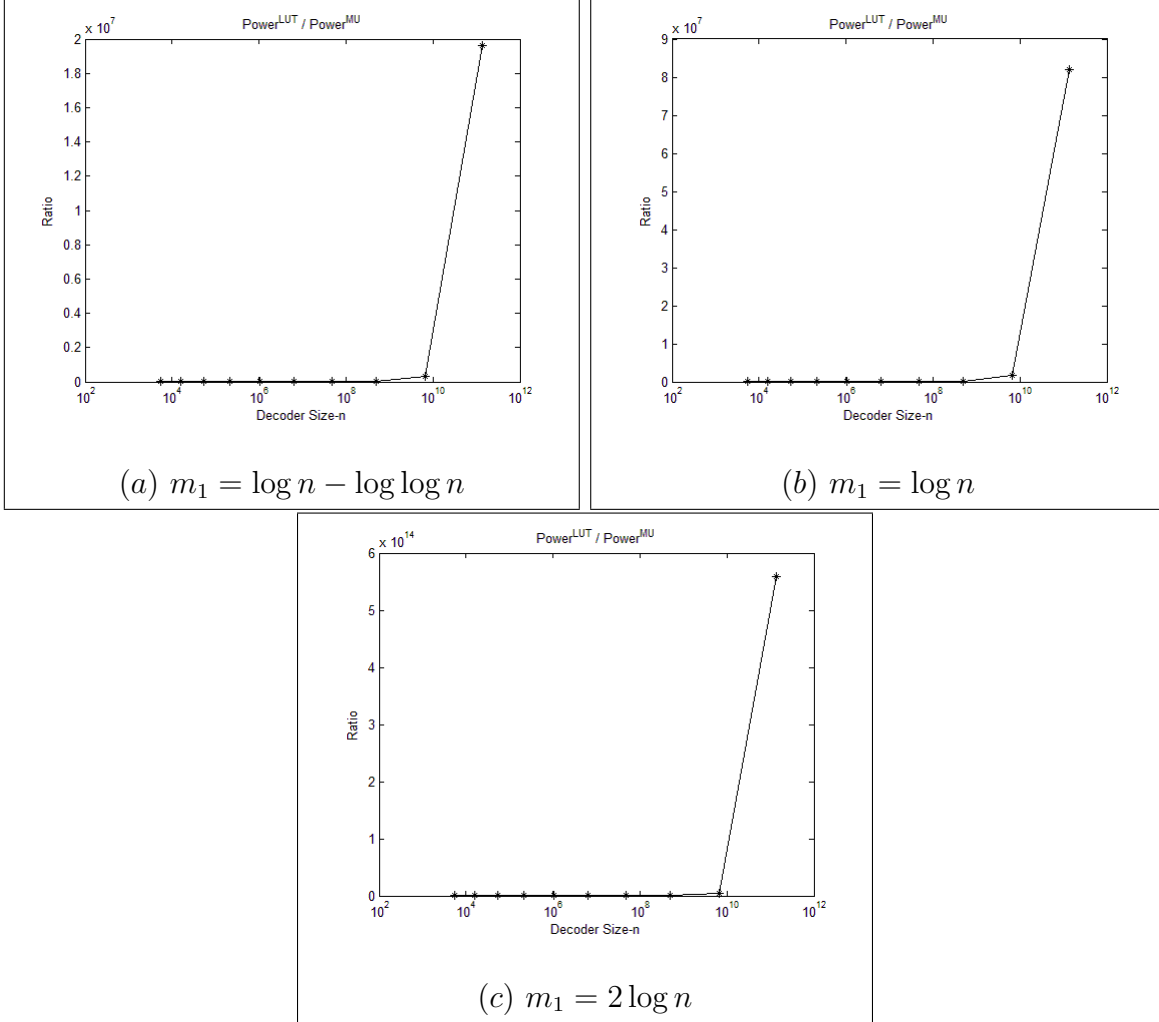 Power^LUT / Power^MU
x 10^7
2
1.8
1.6
1.4
1.2
1
0.8
0.6
0.4
0.2
0
Ratio
10^2 10^4 10^6 10^8 10^10 10^12
Decoder Size-n
(a) m₁ = log n − log log n
Power^LUT / Power^MU
x 10^7
9
8
7
6
5
4
3
2
1
0
Ratio
10^2 10^4 10^6 10^8 10^10 10^12
Decoder Size-n
(b) m₁ = log n
Power^LUT / Power^MU
x 10^14
6
5
4
3
2
1
0
Ratio
10^2 10^4 10^6 10^8 10^10 10^12
Decoder Size-n
(c) m₁ = 2 log n